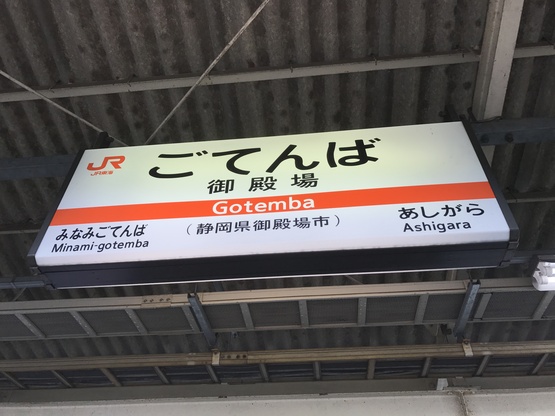 JR
JR東海
ごてんば
御殿場
Gotemba
(静岡県御殿場市)
みなみごてんば
Minami-gotemba
あしがら
Ashigara